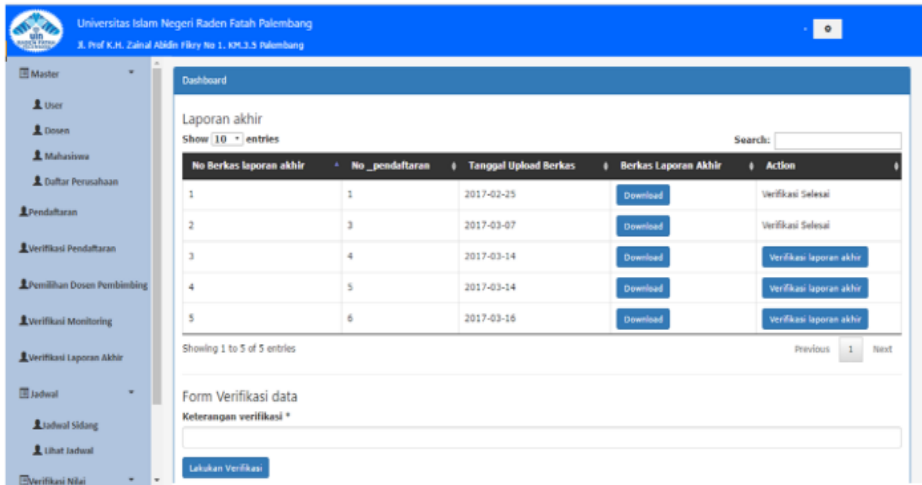 Universitas Islam Negeri Raden Fatah Palembang
Jl. Prof K.H. Zainal Abidin Fikry No 1. KM.3.5 Palembang
UIN
RADEN FATAH
Master
User
Dosen
Mahasiswa
Daftar Perusahaan
Pendaftaran
Verifikasi Pendaftaran
Pemilihan Dosen Pembimbing
Verifikasi Monitoring
Verifikasi Laporan Akhir
Jadwal
Jadwal Sidang
Lihat Jadwal
Verifikasi Nilai
Dashboard
Laporan akhir
Show 10 entries Search:
No Berkas laporan akhir No _pendaftaran Tanggal Upload Berkas Berkas Laporan Akhir Action
1 1 2017-02-25 Download Verifikasi Selesai
2 3 2017-03-07 Download Verifikasi Selesai
3 4 2017-03-14 Download Verifikasi laporan akhir
4 5 2017-03-14 Download Verifikasi laporan akhir
5 6 2017-03-16 Download Verifikasi laporan akhir
Showing 1 to 5 of 5 entries Previous 1 Next
Form Verifikasi data
Keterangan verifikasi *
Lakukan Verifikasi